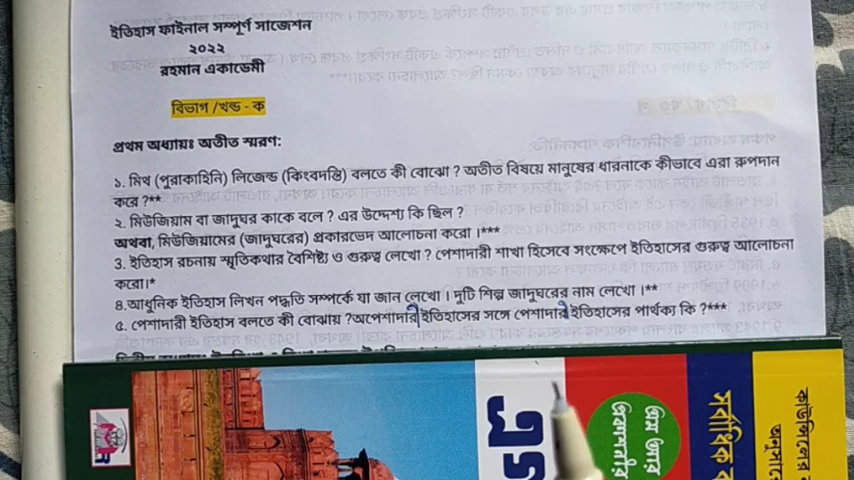 ইতিহাস ফাইনাল সম্পূর্ণ সাজেশন
২০২২
রহমান একাডেমী
বিভাগ /খন্ড - ক
প্রথম অধ্যায়ঃ অতীত স্মরণ:
১. মিথ (পুরাকাহিনি) লিজেন্ড (কিংবদন্তি) বলতে কী বোঝো ? অতীত বিষয়ে মানুষের ধারনাকে কীভাবে এরা রুপদান
করে ?**
২. মিউজিয়াম বা জাদুঘর কাকে বলে ? এর উদ্দেশ্য কি ছিল ?
অথবা, মিউজিয়ামের (জাদুঘরের) প্রকারভেদ আলোচনা করো ।***
3. ইতিহাস রচনায় স্মৃতিকথার বৈশিষ্ট্য ও গুরুত্ব লেখো ? পেশাদারী শাখা হিসেবে সংক্ষেপে ইতিহাসের গুরুত্ব আলোচনা
করো।*
৪.আধুনিক ইতিহাস লিখন পদ্ধতি সম্পর্কে যা জান লেখো । দুটি শিল্প জাদুঘরের নাম লেখো ।**
৫. পেশাদারী ইতিহাস বলতে কী বোঝায় ?অপেশাদারী ইতিহাসের সঙ্গে পেশাদারী ইতিহাসের পার্থক্য কি ?***